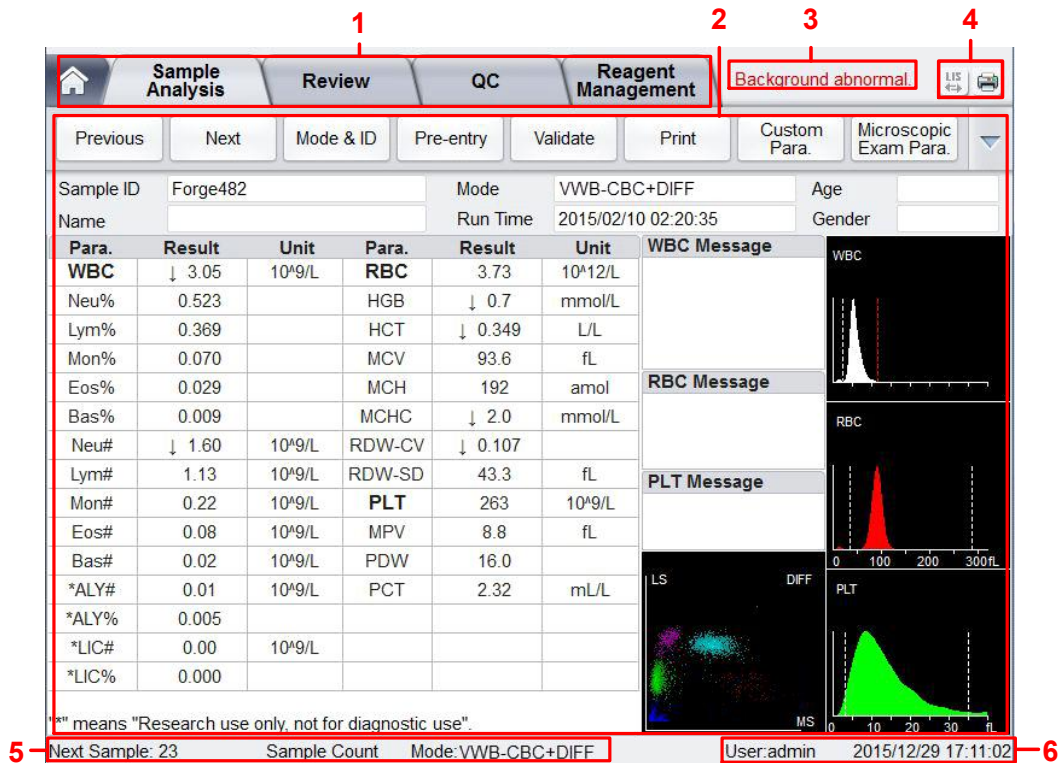 1
2
3
4
Sample Analysis Review QC Reagent Management Background abnormal. LIS
Previous Next Mode & ID Pre-entry Validate Print Custom Para. Microscopic Exam Para.
Sample ID Forge482 Mode VWB-CBC+DIFF Age
Name Run Time 2015/02/10 02:20:35 Gender
Para. Result Unit Para. Result Unit WBC Message WBC
WBC ↓ 3.05 10^9/L RBC 3.73 10^12/L
Neu% 0.523 HGB ↓ 0.7 mmol/L
Lym% 0.369 HCT ↓ 0.349 L/L
Mon% 0.070 MCV 93.6 fL
Eos% 0.029 MCH 192 amol RBC Message
Bas% 0.009 MCHC ↓ 2.0 mmol/L RBC
Neu# ↓ 1.60 10^9/L RDW-CV ↓ 0.107
Lym# 1.13 10^9/L RDW-SD 43.3 fL PLT Message
Mon# 0.22 10^9/L PLT 263 10^9/L
Eos# 0.08 10^9/L MPV 8.8 fL
Bas# 0.02 10^9/L PDW 16.0 0 100 200 300 fL
*ALY# 0.01 10^9/L PCT 2.32 mL/L LS DIFF PLT
*ALY% 0.005
*LIC# 0.00 10^9/L
*LIC% 0.000
"*" means "Research use only, not for diagnostic use". MS 0 10 20 30 fL
5 Next Sample: 23 Sample Count Mode:VWB-CBC+DIFF User:admin 2015/12/29 17:11:02 6